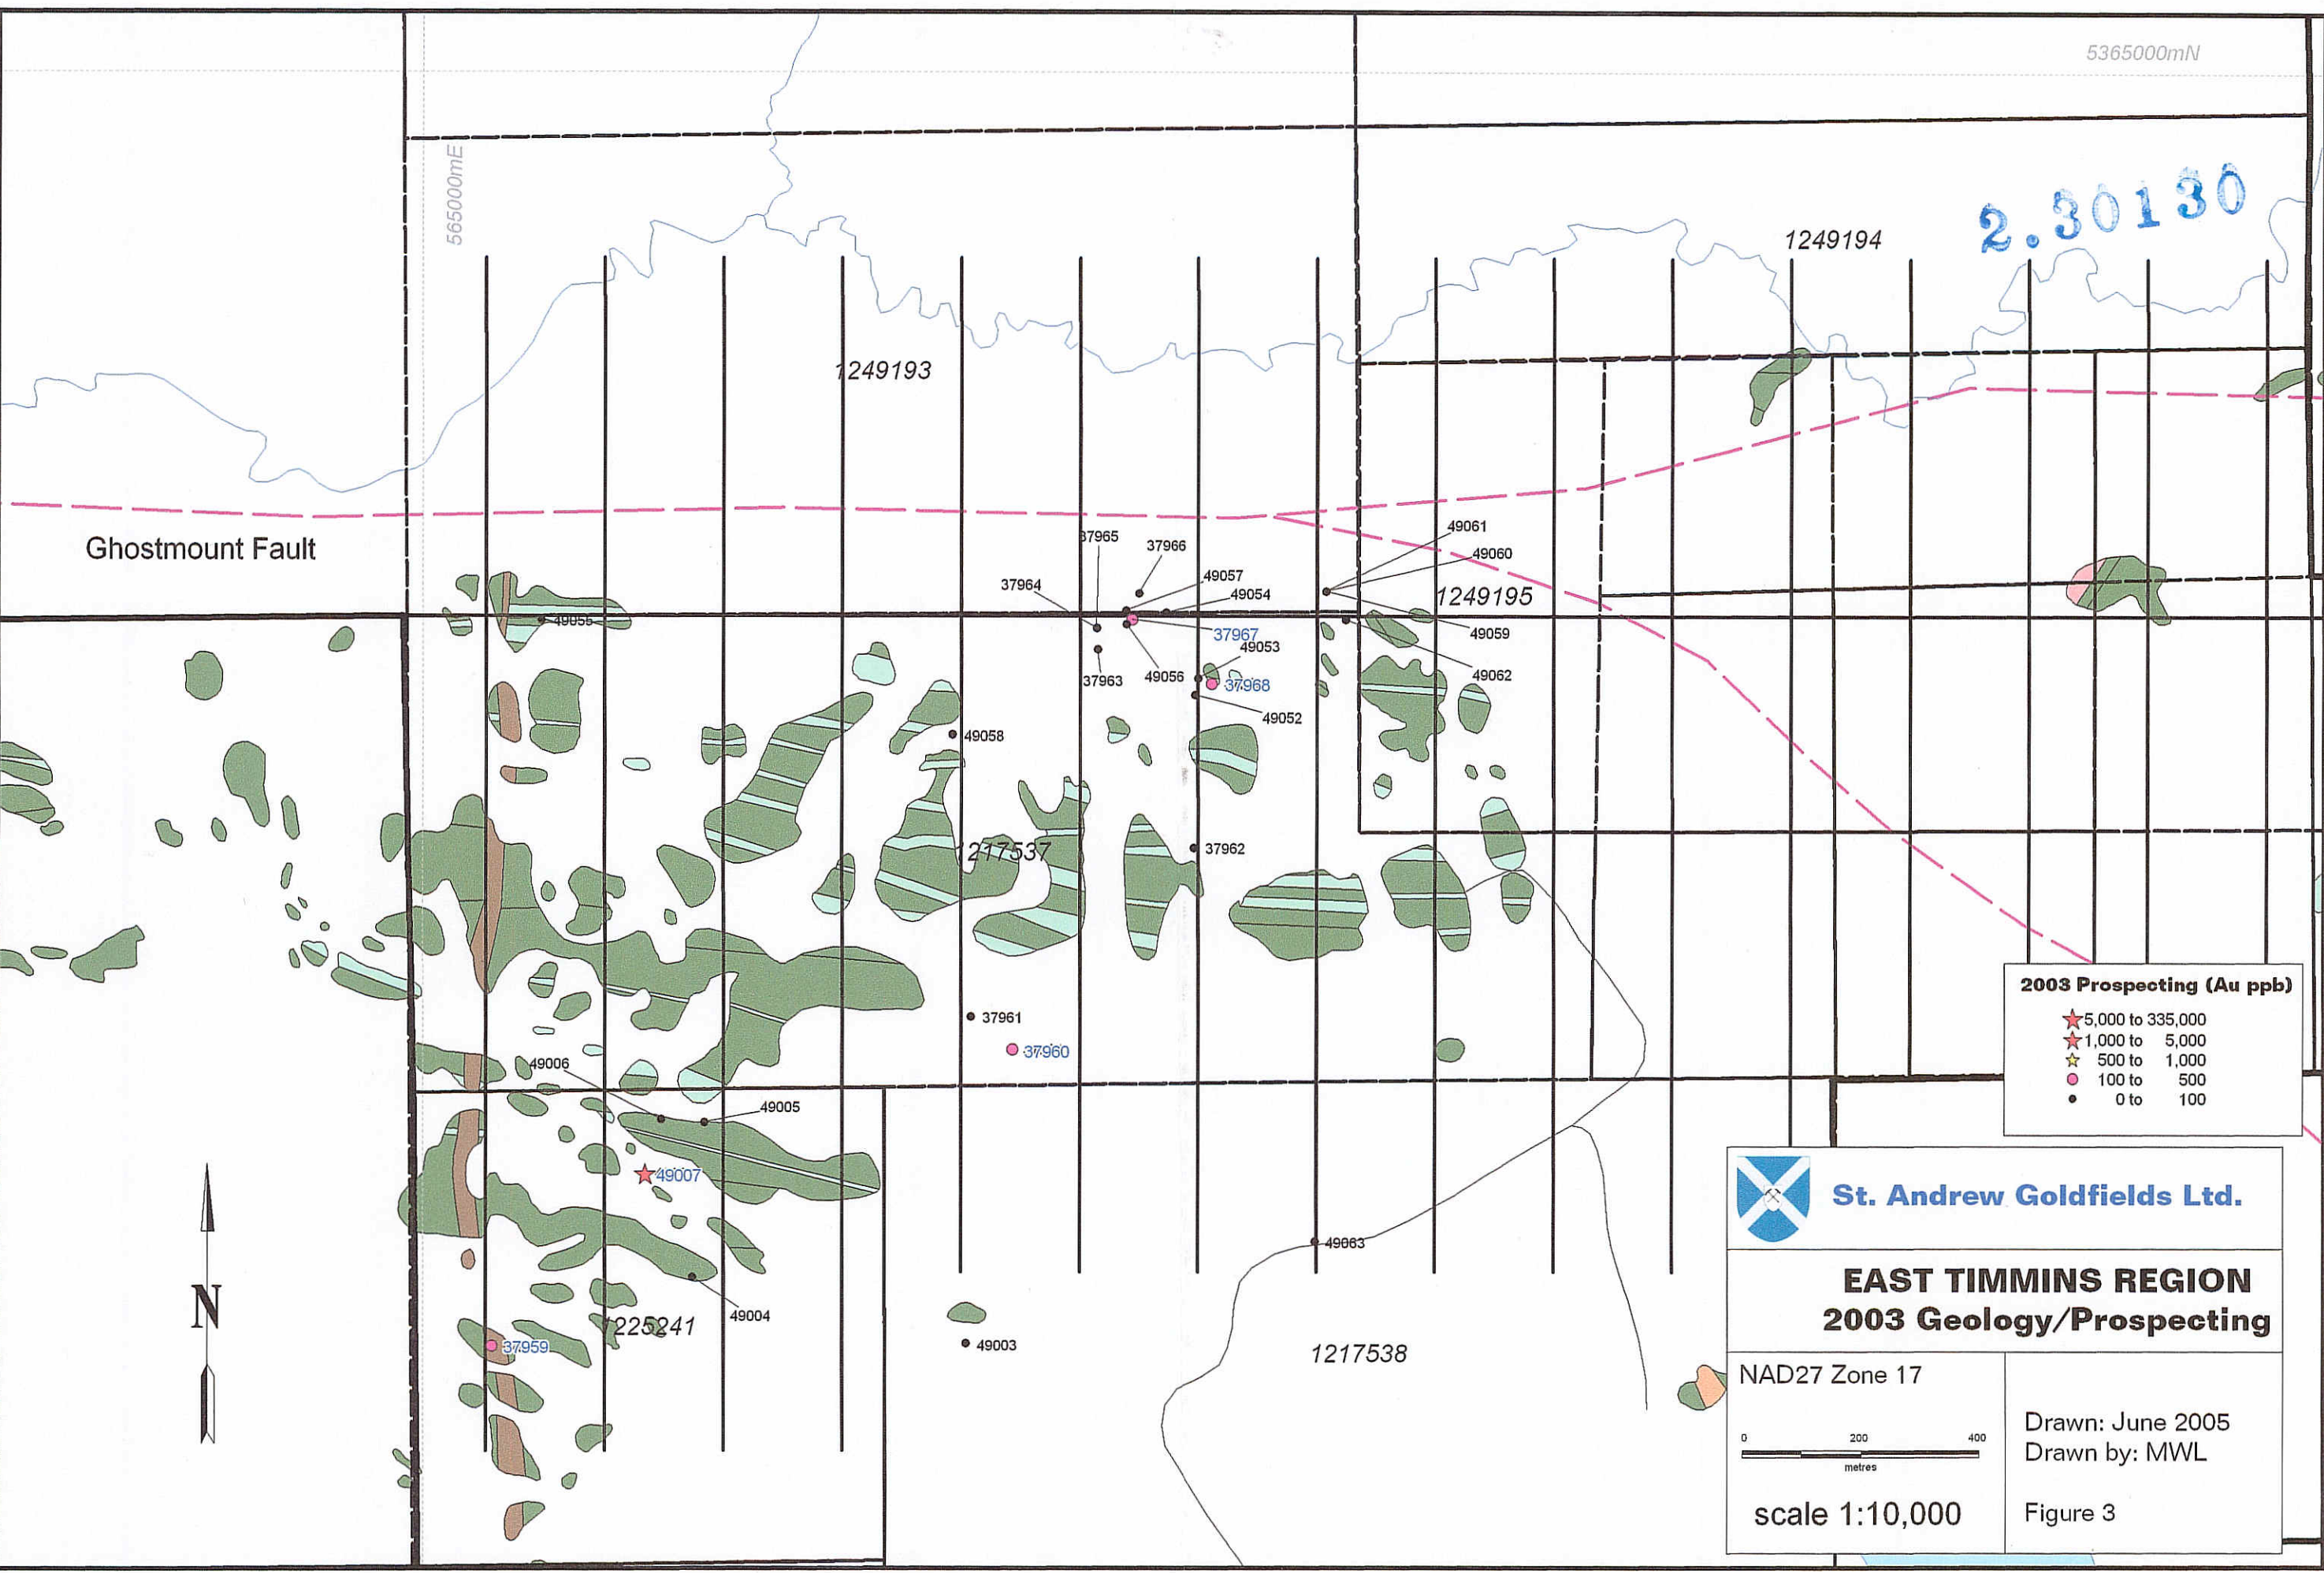 5365000mN
565000mE
2.30130
1249194
1249193
Ghostmount Fault
37965
37966
49061
49060
37964
49057
49054
1249195
49055
37967
49053
49059
37963
49056
37968
49062
49052
49058
1217537
37962
37961
37960
49006
49005
49007
49063
49004
1225241
37959
49003
1217538
2003 Prospecting (Au ppb)
5,000 to 335,000
1,000 to 5,000
500 to 1,000
100 to 500
0 to 100
N
St. Andrew Goldfields Ltd.
EAST TIMMINS REGION
2003 Geology/Prospecting
NAD27 Zone 17
0 200 400
metres
scale 1:10,000
Drawn: June 2005
Drawn by: MWL
Figure 3